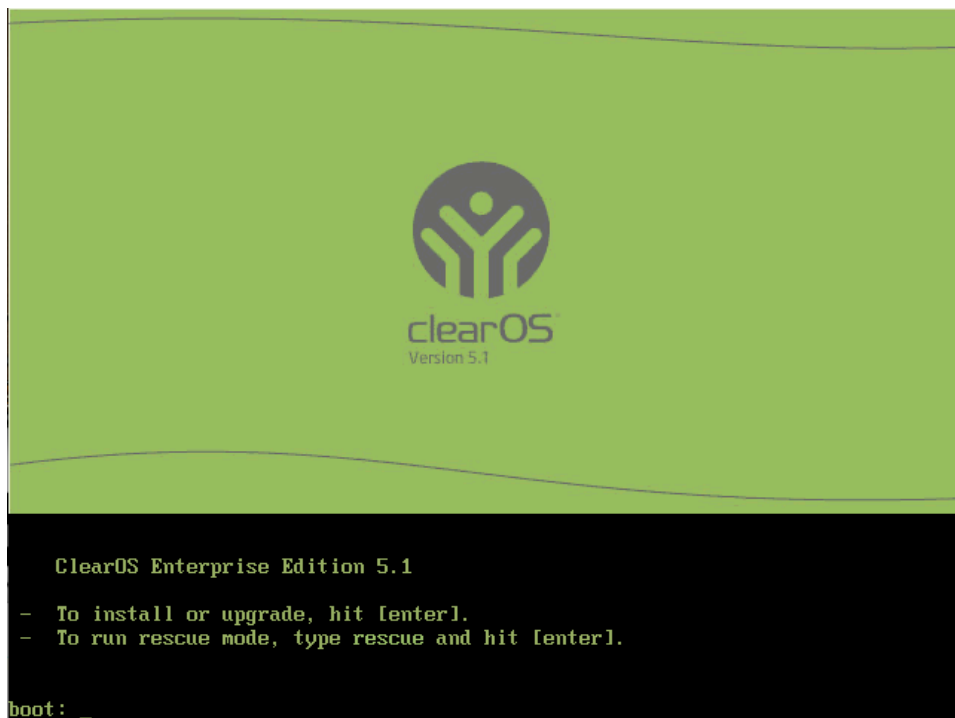 clearOS
Version 5.1
ClearOS Enterprise Edition 5.1
- To install or upgrade, hit [enter].
- To run rescue mode, type rescue and hit [enter].
boot: _